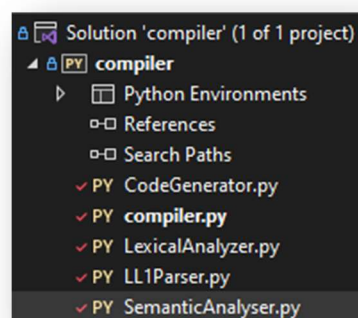 Solution 'compiler' (1 of 1 project)
PY compiler
Python Environments
References
Search Paths
PY CodeGenerator.py
PY compiler.py
PY LexicalAnalyzer.py
PY LL1Parser.py
PY SemanticAnalyser.py